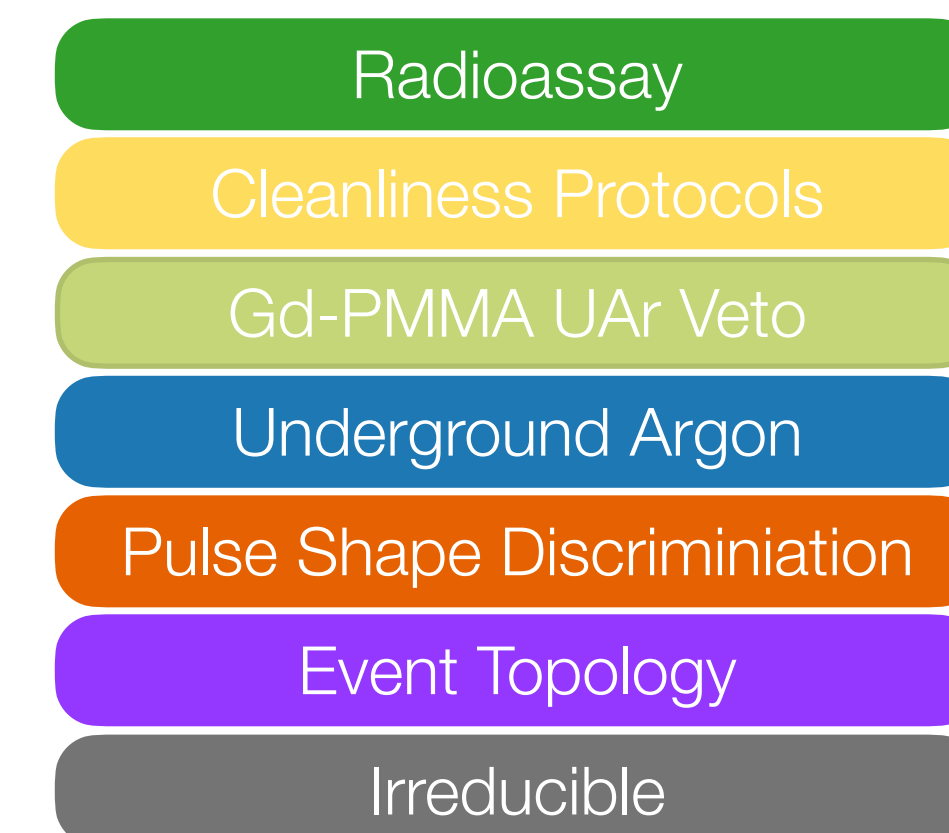 Radioassay
Cleanliness Protocols
Gd-PMMA UAr Veto
Underground Argon
Pulse Shape Discriminiation
Event Topology
Irreducible